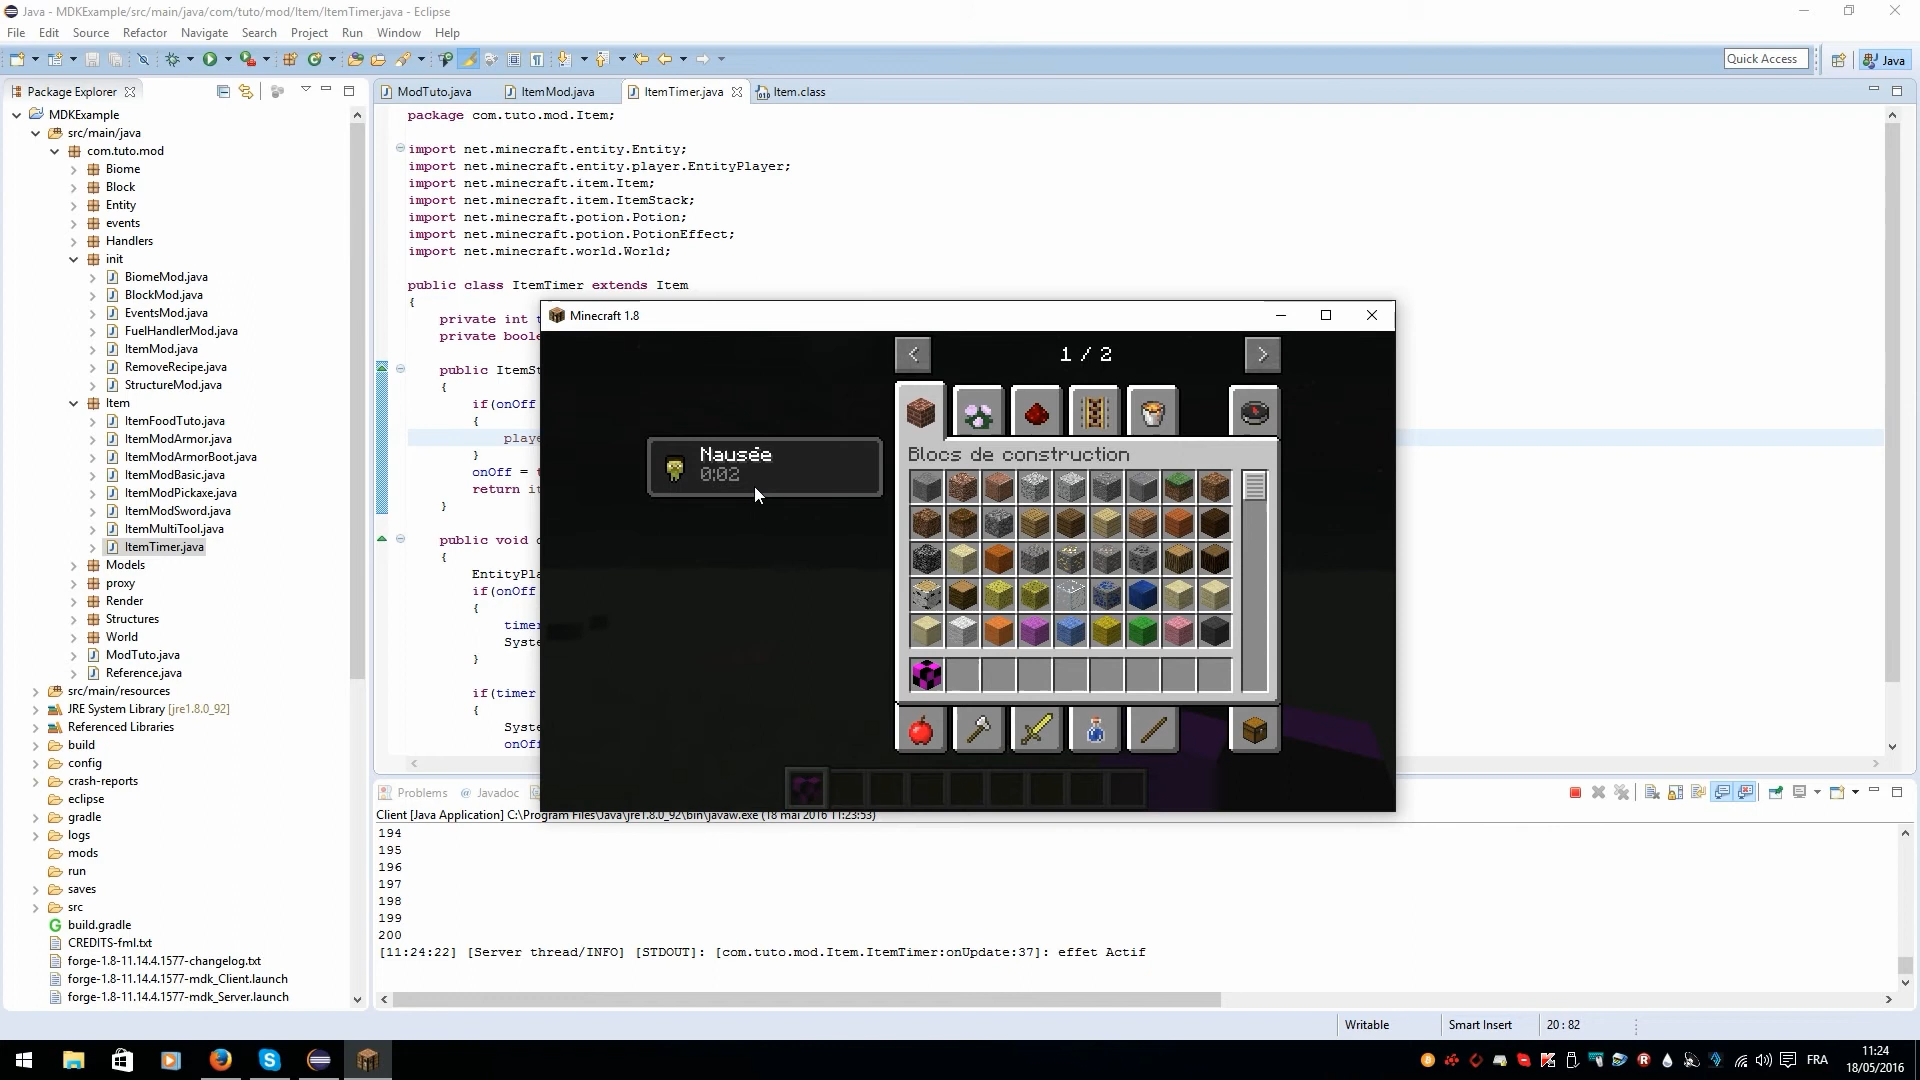 Java - MDKExample/src/main/java/com/tuto/mod/Item/ItemTimer.java - Eclipse
File Edit Source Refactor Navigate Search Project Run Window Help
Quick Access
Java
Package Explorer
ModTuto.java
ItemMod.java
ItemTimer.java
Item.class
MDKExample
src/main/java
com.tuto.mod
Biome
Block
Entity
events
Handlers
init
BiomeMod.java
BlockMod.java
EventsMod.java
FuelHandlerMod.java
ItemMod.java
RemoveRecipe.java
StructureMod.java
Item
ItemFoodTuto.java
ItemModArmor.java
ItemModArmorBoot.java
ItemModBasic.java
ItemModPickaxe.java
ItemModSword.java
ItemMultiTool.java
ItemTimer.java
Models
proxy
Render
Structures
World
ModTuto.java
Reference.java
src/main/resources
JRE System Library [jre1.8.0_92]
Referenced Libraries
build
config
crash-reports
eclipse
gradle
logs
mods
run
saves
src
build.gradle
CREDITS-fml.txt
forge-1.8-11.14.4.1577-changelog.txt
forge-1.8-11.14.4.1577-mdk_Client.launch
forge-1.8-11.14.4.1577-mdk_Server.launch
package com.tuto.mod.Item;
import net.minecraft.entity.Entity;
import net.minecraft.entity.player.EntityPlayer;
import net.minecraft.item.Item;
import net.minecraft.item.ItemStack;
import net.minecraft.potion.Potion;
import net.minecraft.potion.PotionEffect;
import net.minecraft.world.World;
public class ItemTimer extends Item
{
private int t
private boole
public ItemSt
{
if(onOff
{
playe
}
onOff = t
return it
}
public void o
{
EntityPla
if(onOff
{
timer
Syste
}
if(timer
{
Syste
onOff
Minecraft 1.8
1 / 2
Nausée
0:02
Blocs de construction
Problems
Javadoc
Client [Java Application] C:\Program Files\Java\jre1.8.0_92\bin\javaw.exe (18 mai 2016 11:23:53)
194
195
196
197
198
199
200
[11:24:22] [Server thread/INFO] [STDOUT]: [com.tuto.mod.Item.ItemTimer:onUpdate:37]: effet Actif
Writable
Smart Insert
20 : 82
FRA
11:24
18/05/2016